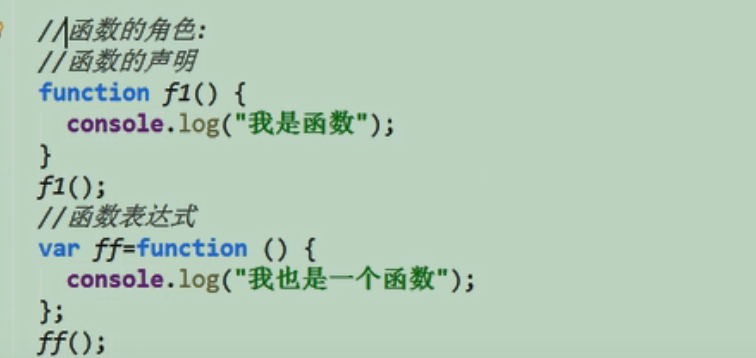 //函数的角色:
//函数的声明
function f1() {
  console.log("我是函数");
}
f1();
//函数表达式
var ff=function () {
  console.log("我也是一个函数");
};
ff();